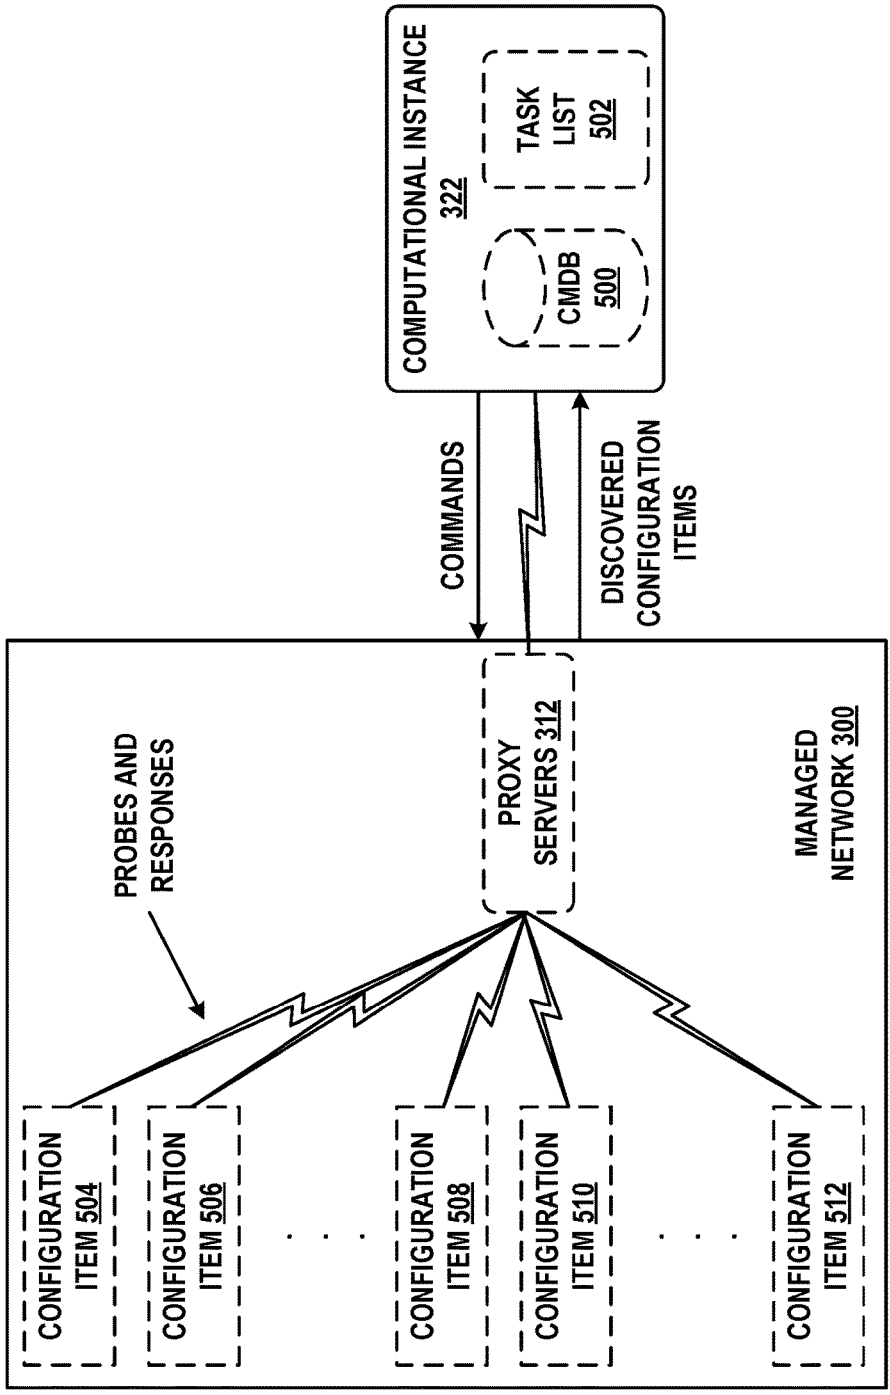 COMPUTATIONAL INSTANCE
322
CMDB
500
TASK
LIST
502
COMMANDS
DISCOVERED
CONFIGURATION
ITEMS
PROBES AND
RESPONSES
PROXY
SERVERS 312
MANAGED
NETWORK 300
CONFIGURATION
ITEM 504
CONFIGURATION
ITEM 506
. . . .
CONFIGURATION
ITEM 508
CONFIGURATION
ITEM 510
. . . .
CONFIGURATION
ITEM 512